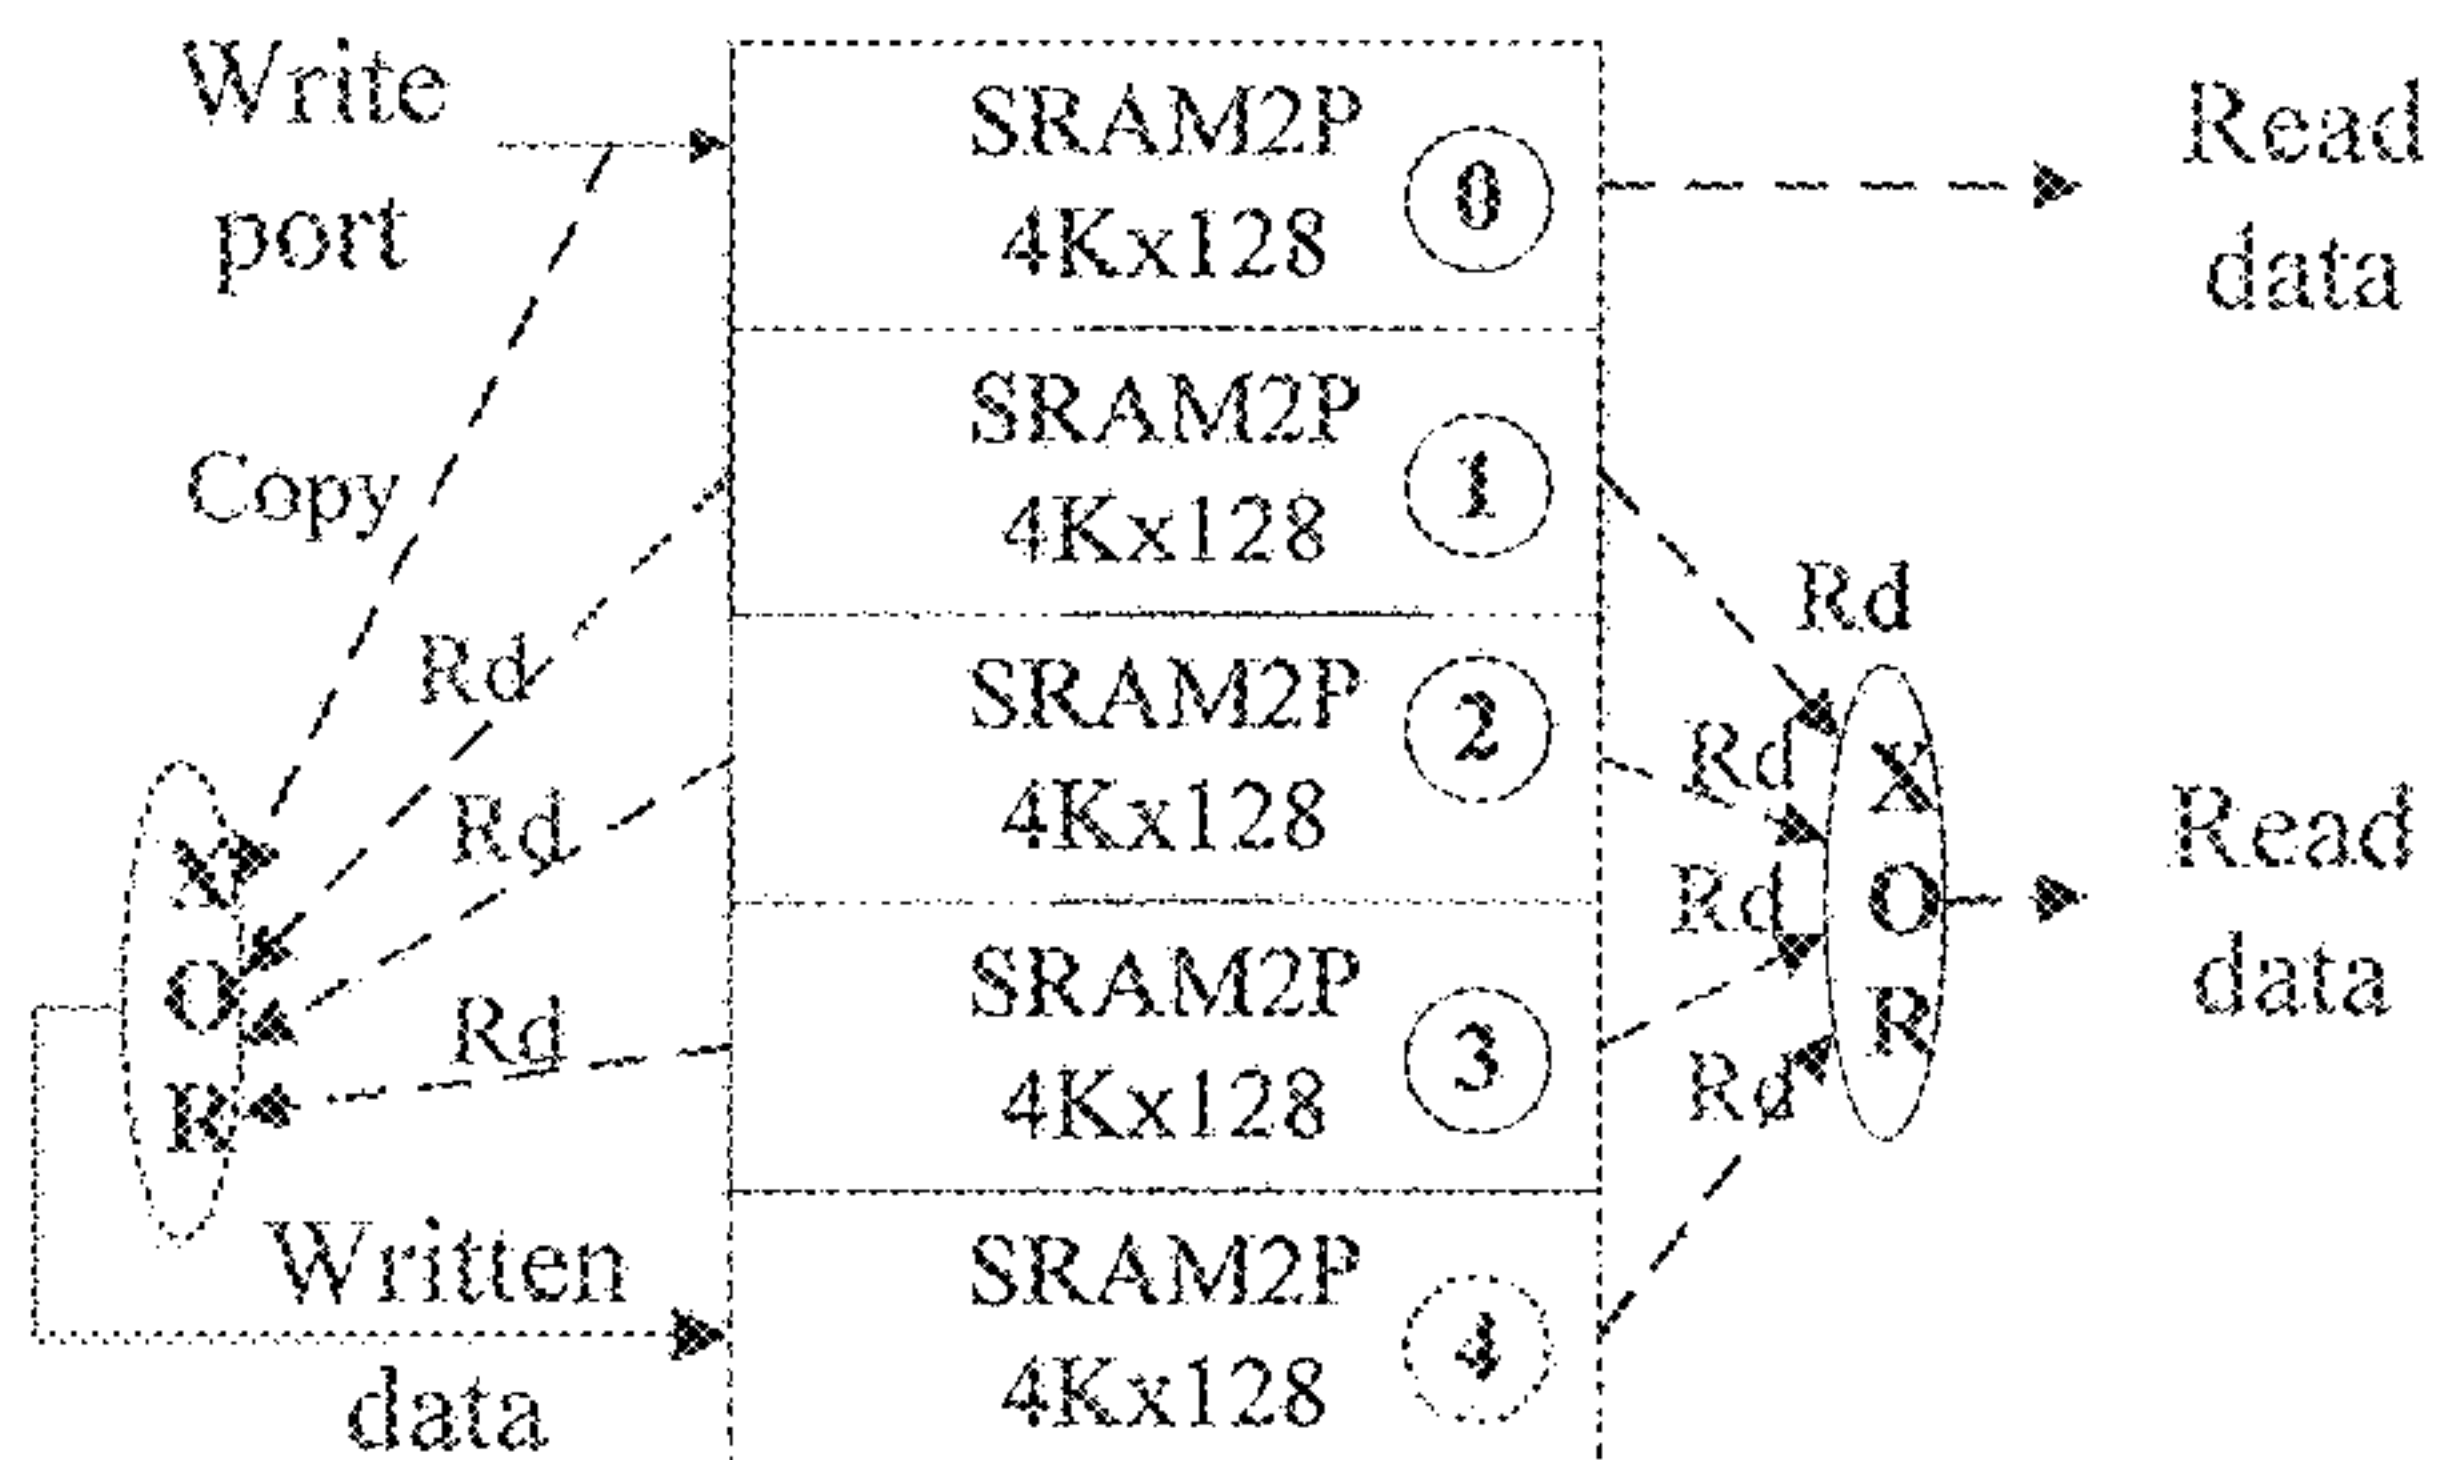 Write
port
SRAM2P
4Kx128
0
Read
data
SRAM2P
4Kx128
1
Copy
Rd
Rd
SRAM2P
4Kx128
2
Rd
Rd
X
O
R
Rd
X
O
R
Read
data
SRAM2P
4Kx128
3
Rd
Rd
Written
data
SRAM2P
4Kx128
4